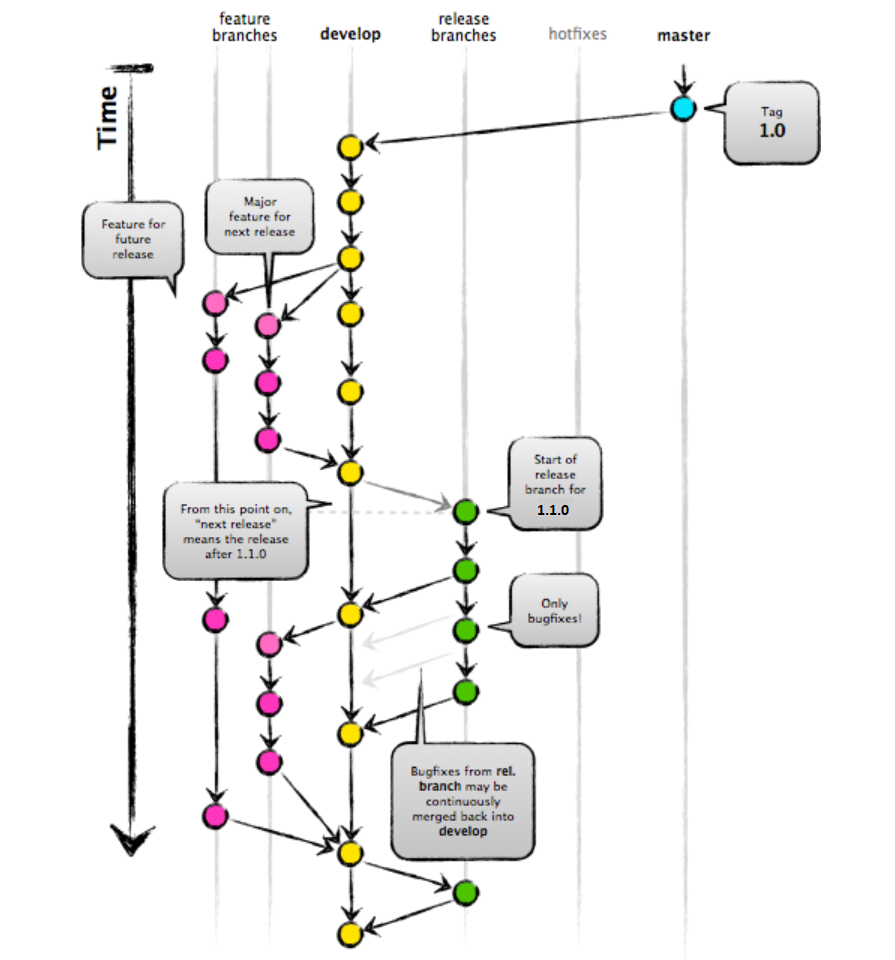 feature
branches
develop
release
branches
hotfixes
master
Time
Tag
1.0
Major
feature for
next release
Feature for
future
release
Start of
release
branch for
1.1.0
From this point on,
"next release"
means the release
after 1.1.0
Only
bugfixes!
Bugfixes from rel.
branch may be
continuously
merged back into
develop